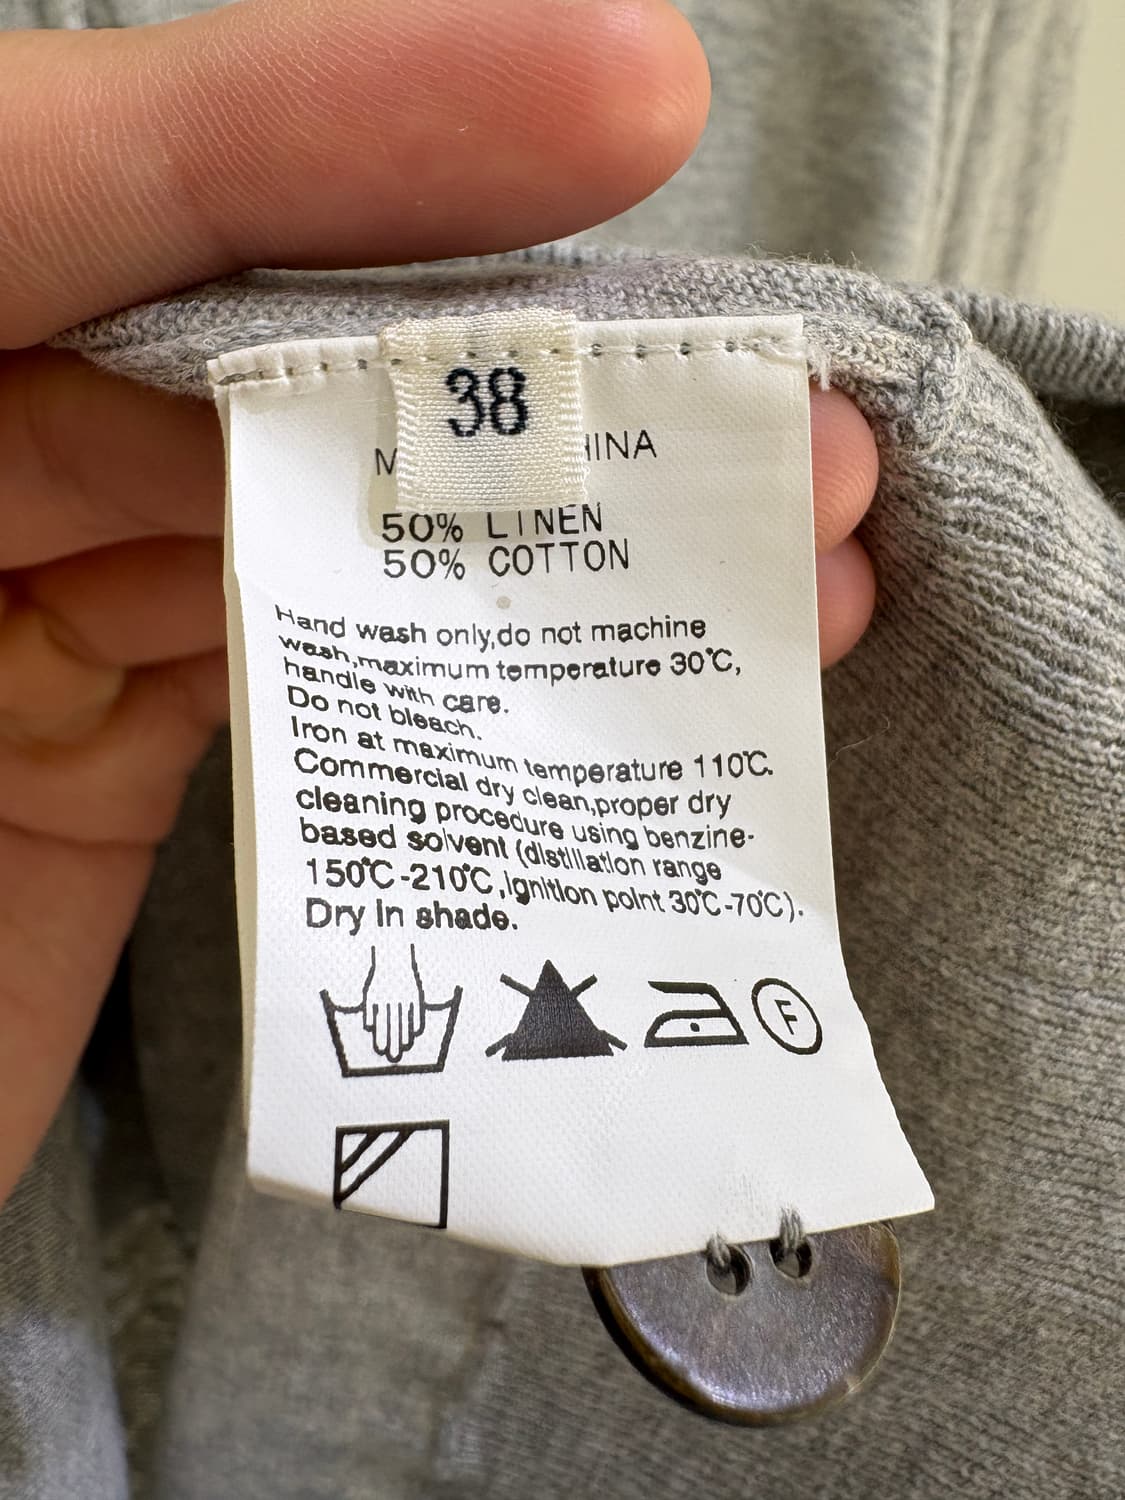 38
HINA
50% LINEN
50% COTTON
Hand wash only,do not machine
wash,maximum temperature 30℃,
handle with care.
Do not bleach.
Iron at maximum temperature 110℃.
Commercial dry clean,proper dry
cleaning procedure using benzine-
based solvent (distillation range
150℃-210℃,ignition point 30℃-70℃).
Dry in shade.
F